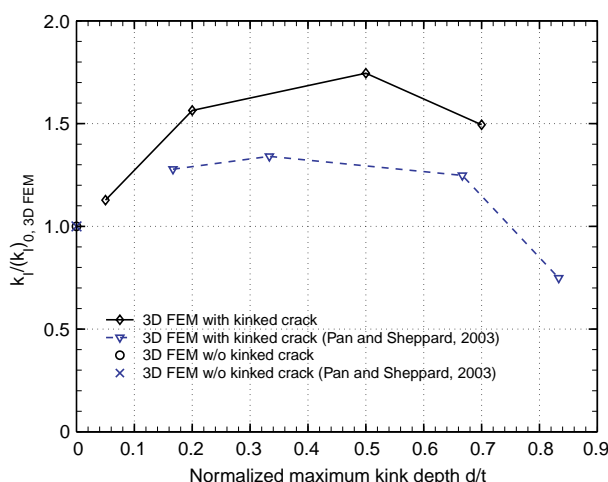 2.0
1.5
1.0
0.5
0
0 0.1 0.2 0.3 0.4 0.5 0.6 0.7 0.8 0.9
k_I/(k_I)_0, 3D FEM
3D FEM with kinked crack
3D FEM with kinked crack (Pan and Sheppard, 2003)
3D FEM w/o kinked crack
3D FEM w/o kinked crack (Pan and Sheppard, 2003)
Normalized maximum kink depth d/t